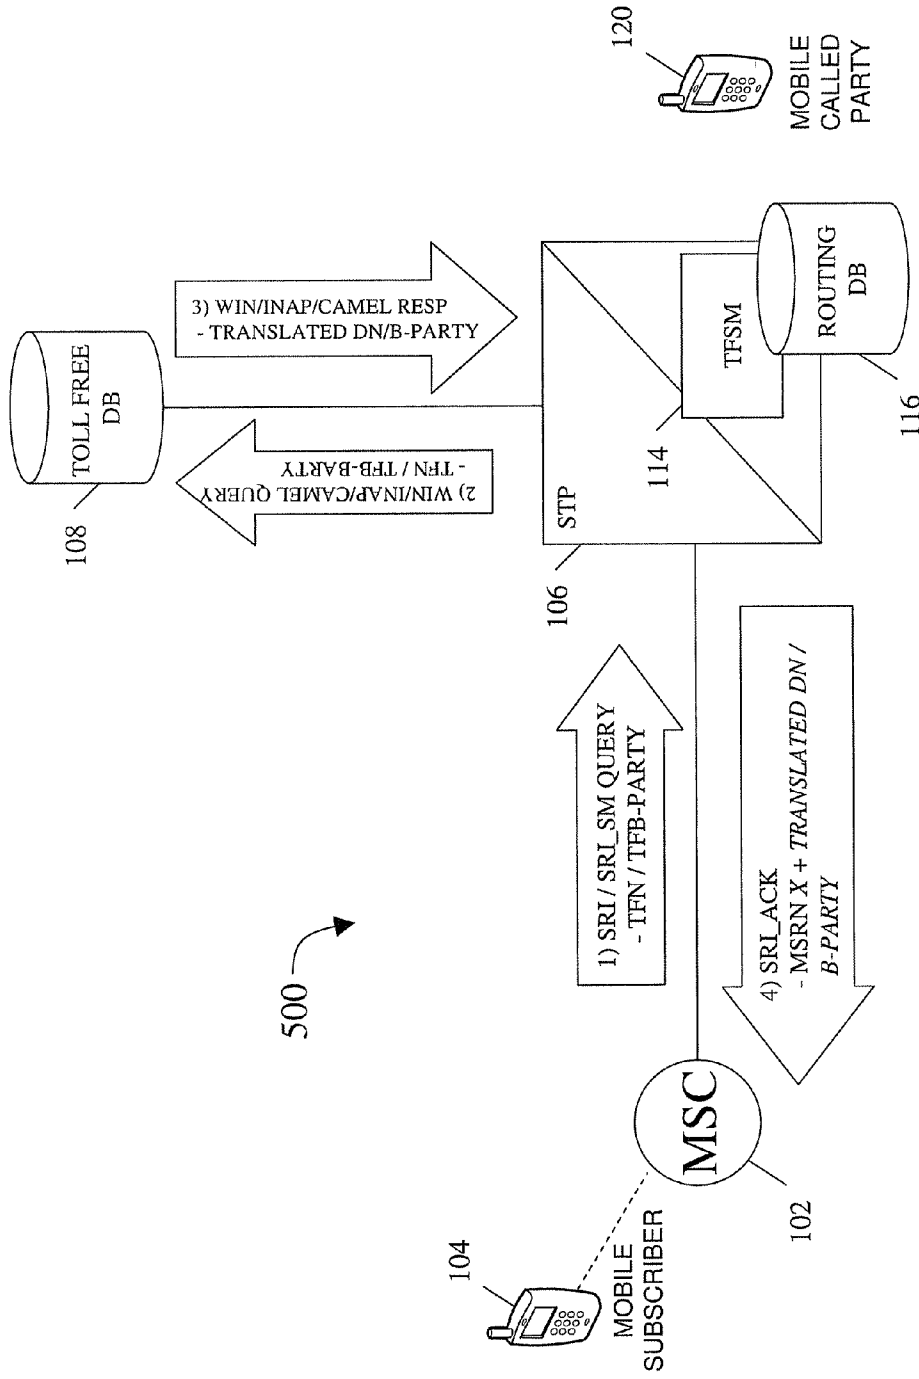 500
104
MOBILE
SUBSCRIBER
MSC
102
1) SRI / SRI_SM QUERY
- TFN / TFB-PARTY
4) SRI_ACK
- MSRN X + TRANSLATED DN /
B-PARTY
108
TOLL FREE
DB
2) WIN/INAP/CAMEL QUERY
- TFN / TFB-BARTY
3) WIN/INAP/CAMEL RESP
- TRANSLATED DN/B-PARTY
106
STP
114
TFSM
ROUTING
DB
116
120
MOBILE
CALLED
PARTY